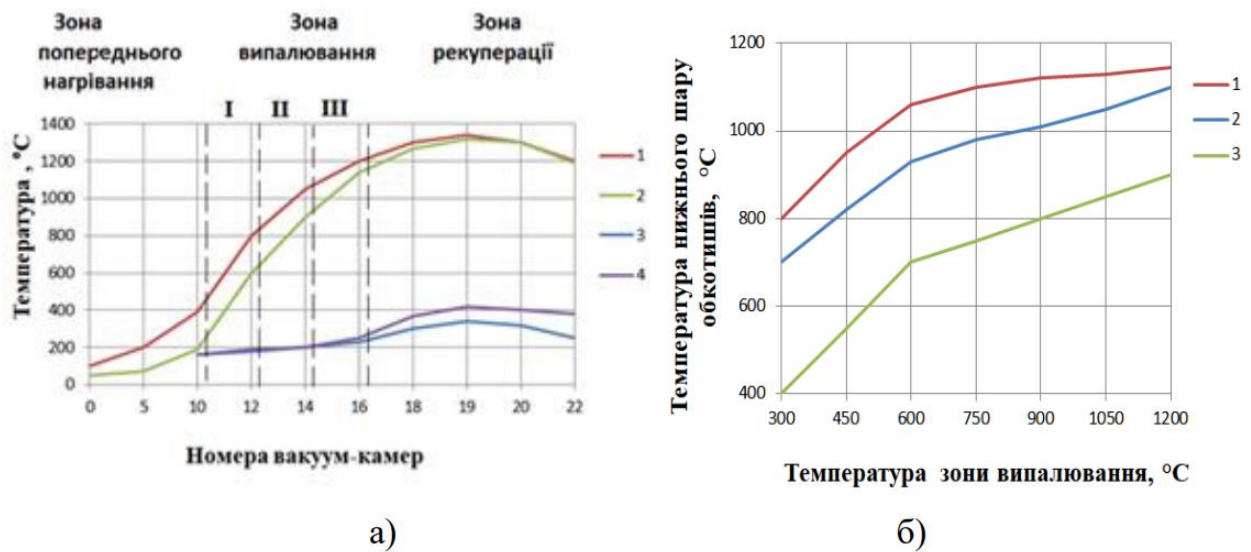 Зона
попереднього
нагрівання
Зона
випалювання
Зона
рекуперації
I II III
Температура , °C
1400
1200
1000
800
600
400
200
0
0 5 10 12 14 16 18 19 20 22
1
2
3
4
Номера вакуум-камер
а)
Температура нижнього шару
обкотишів, °C
1200
1000
800
600
400
300 450 600 750 900 1050 1200
1
2
3
Температура зони випалювання, °C
б)